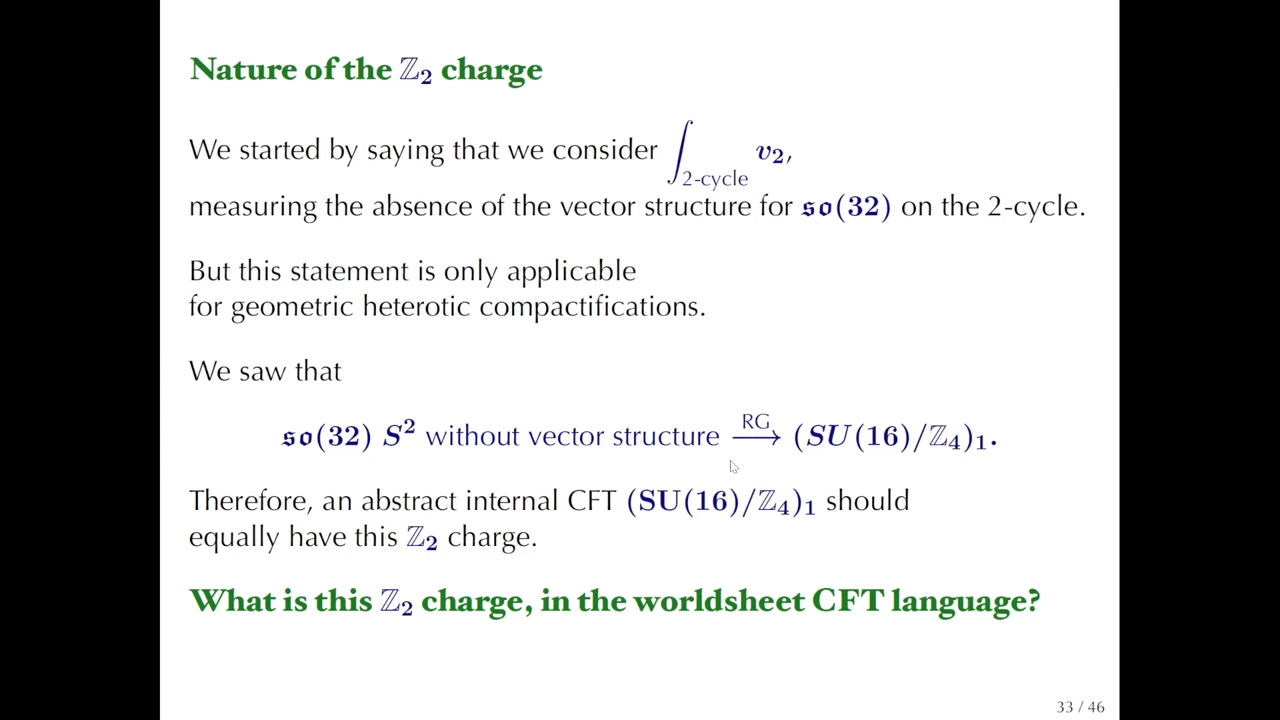 Nature of the ℤ₂ charge
We started by saying that we consider ∫_{2-cycle} v₂,
measuring the absence of the vector structure for 𝖘𝖔(32) on the 2-cycle.
But this statement is only applicable
for geometric heterotic compactifications.
We saw that
𝖘𝖔(32) S² without vector structure —RG→ (SU(16)/ℤ₄)₁.
Therefore, an abstract internal CFT (SU(16)/ℤ₄)₁ should
equally have this ℤ₂ charge.
What is this ℤ₂ charge, in the worldsheet CFT language?
33 / 46